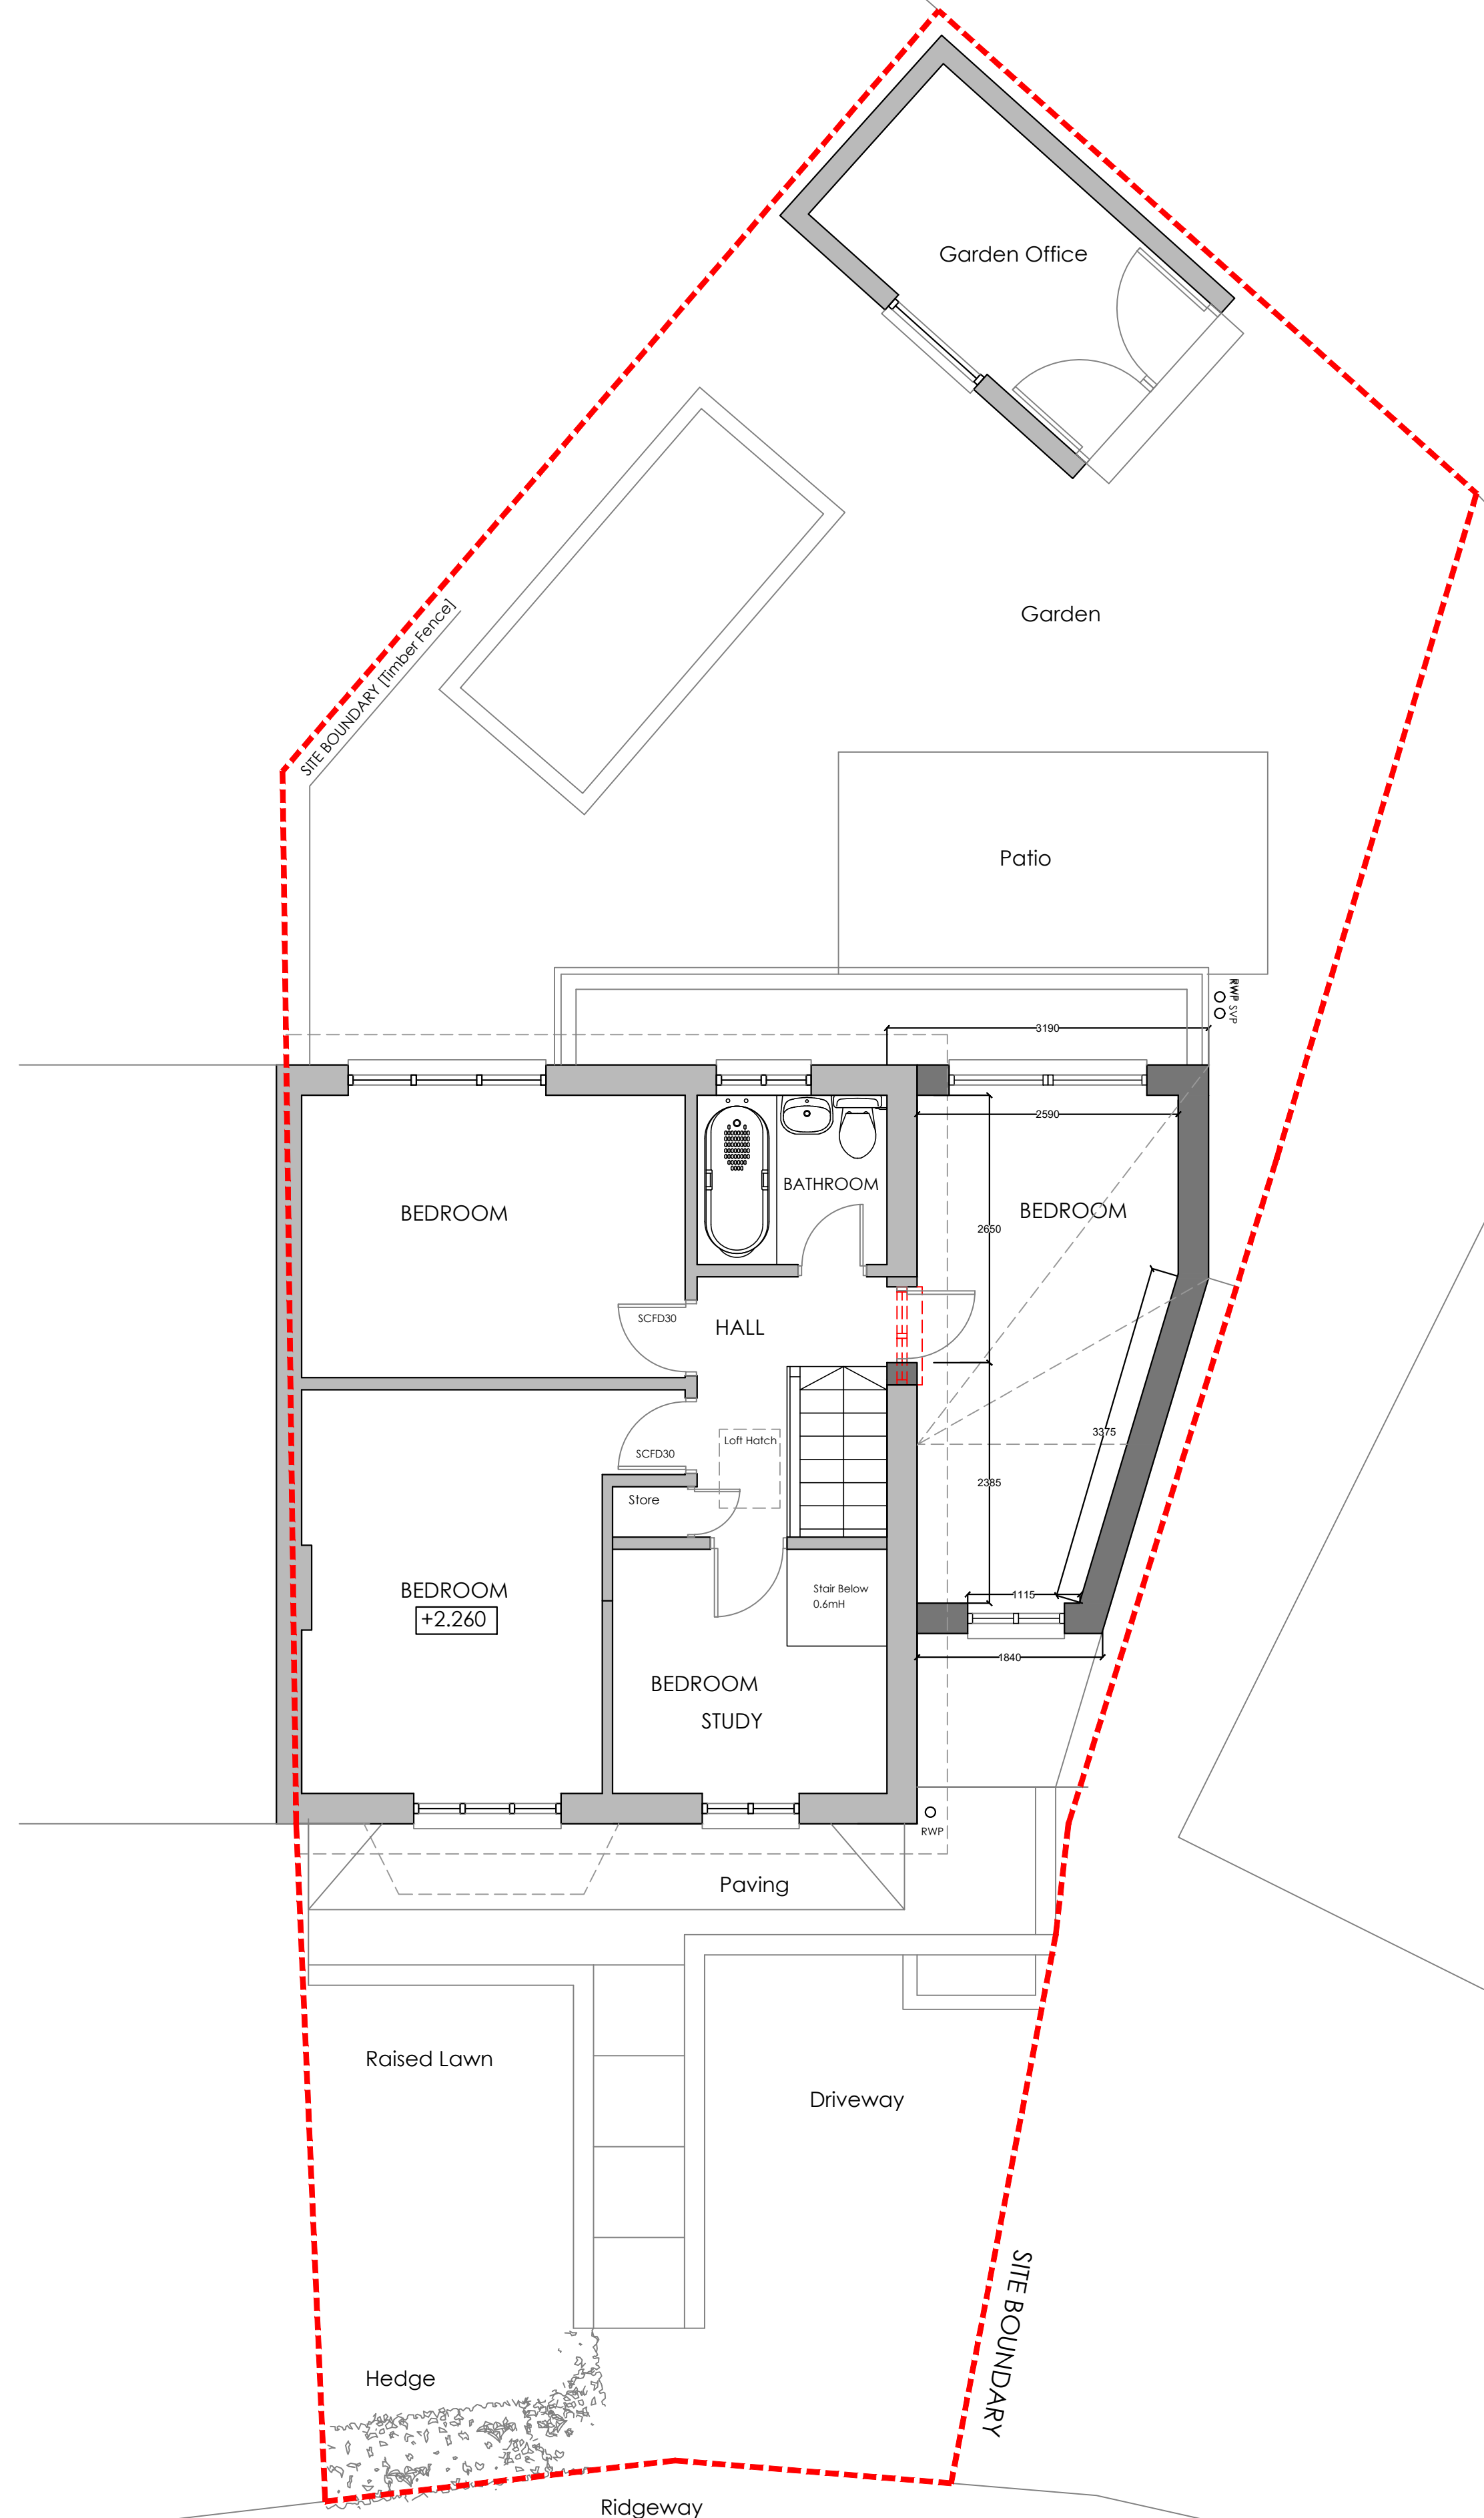 Garden Office
Garden
SITE BOUNDARY [Timber Fence]
Patio
RWP
SVP
3190
2590
BATHROOM
BEDROOM
BEDROOM
2650
SCFD30
HALL
3375
Loft Hatch
SCFD30
2385
Store
BEDROOM
+2.260
Stair Below
0.6mH
1115
1840
BEDROOM
STUDY
RWP
Paving
Raised Lawn
Driveway
SITE BOUNDARY
Hedge
Ridgeway